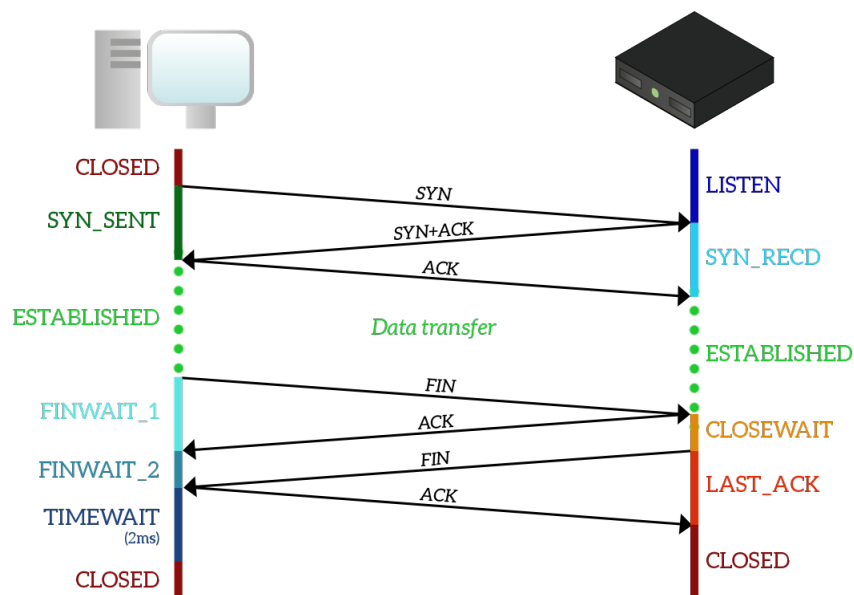 CLOSED
SYN
LISTEN
SYN_SENT
SYN+ACK
SYN_RECD
ACK
ESTABLISHED
Data transfer
ESTABLISHED
FIN
FINWAIT_1
ACK
CLOSEWAIT
FIN
FINWAIT_2
LAST_ACK
ACK
TIMEWAIT
(2ms)
CLOSED
CLOSED